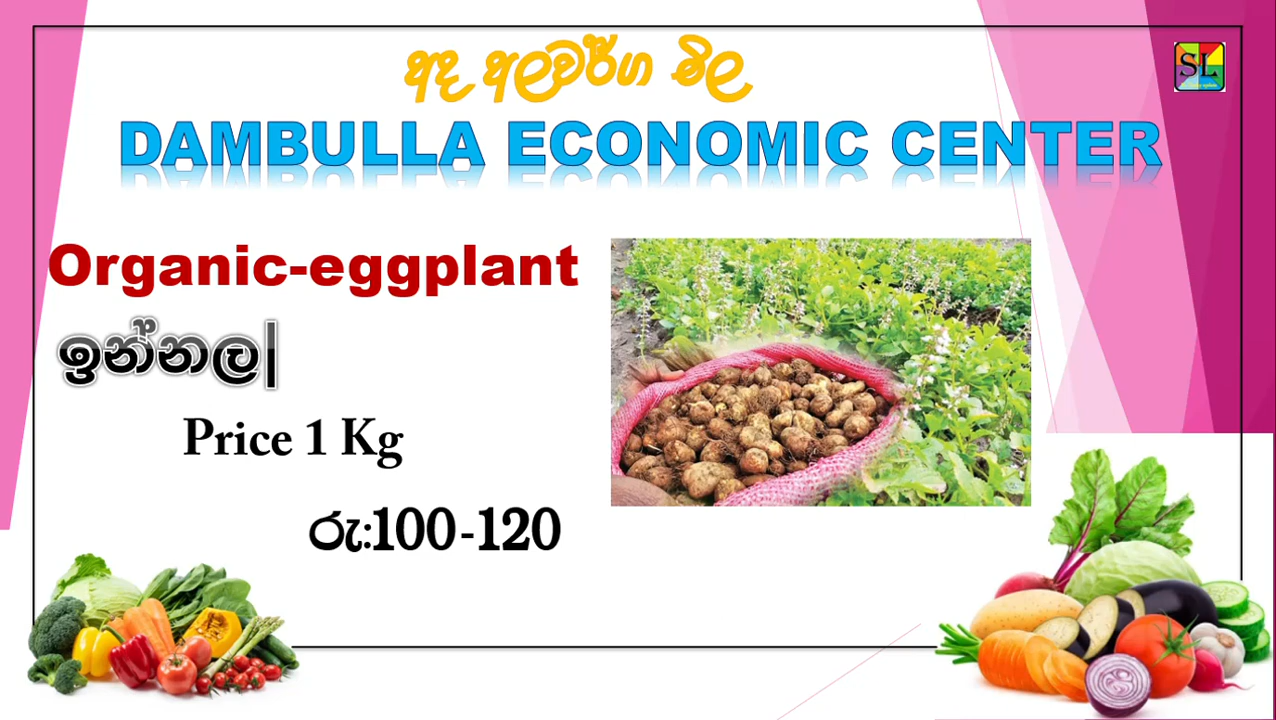 අද අලවර්ග මිල
SL
DAMBULLA ECONOMIC CENTER
Organic-eggplant
ඉන්නල|
Price 1 Kg
රු:100-120